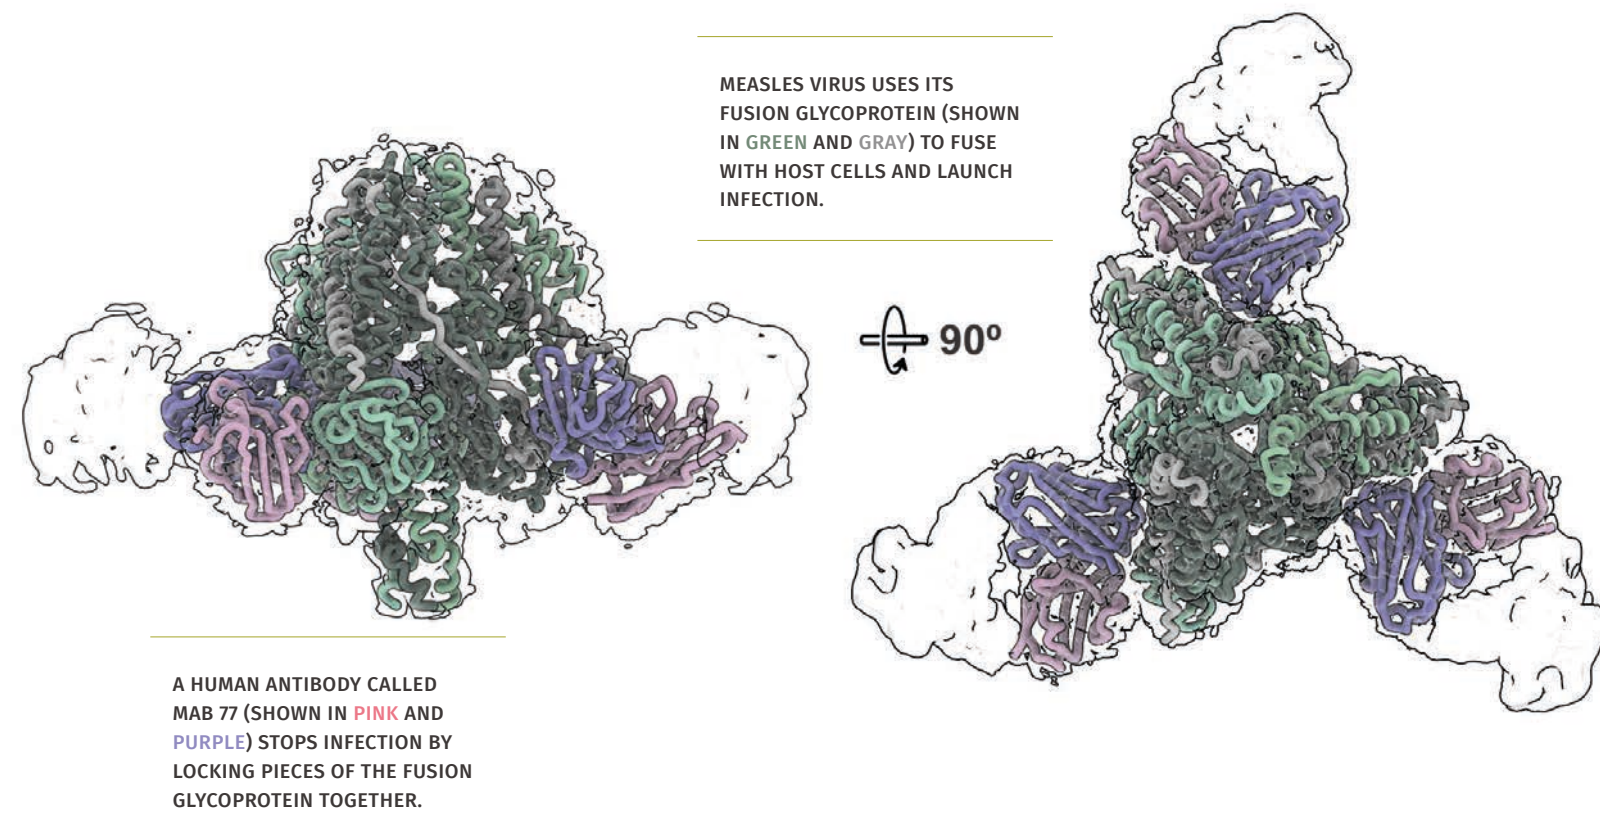 MEASLES VIRUS USES ITS
FUSION GLYCOPROTEIN (SHOWN
IN GREEN AND GRAY) TO FUSE
WITH HOST CELLS AND LAUNCH
INFECTION.
90º
A HUMAN ANTIBODY CALLED
MAB 77 (SHOWN IN PINK AND
PURPLE) STOPS INFECTION BY
LOCKING PIECES OF THE FUSION
GLYCOPROTEIN TOGETHER.